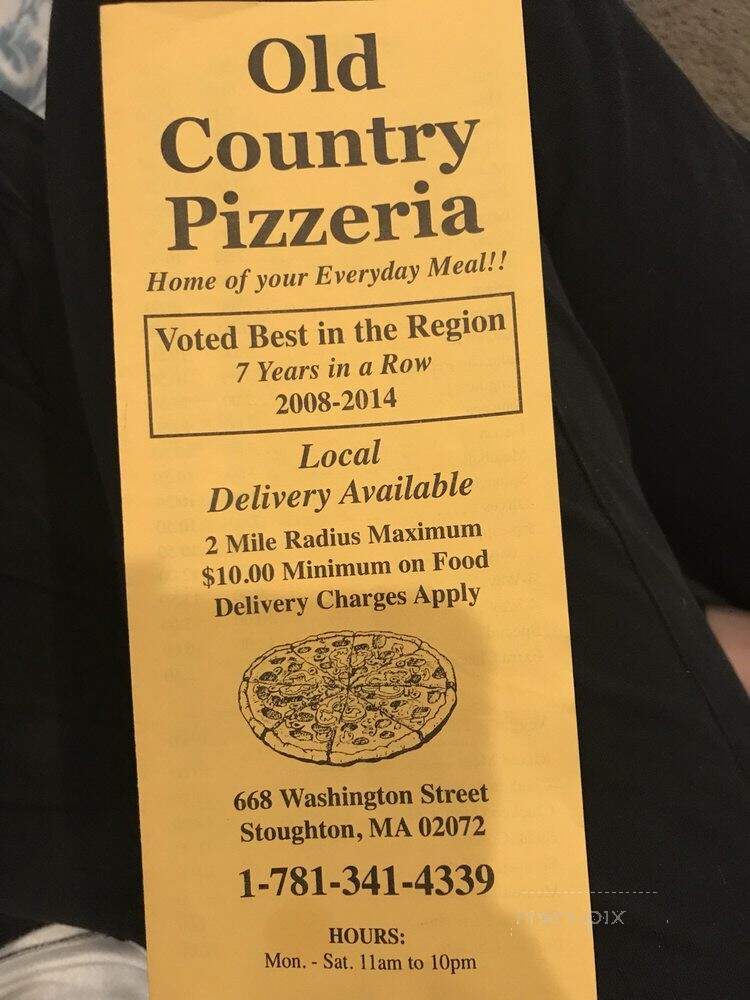 Old
Country
Pizzeria
Home of your Everyday Meal!!
Voted Best in the Region
7 Years in a Row
2008-2014
Local
Delivery Available
2 Mile Radius Maximum
$10.00 Minimum on Food
Delivery Charges Apply
668 Washington Street
Stoughton, MA 02072
1-781-341-4339
HOURS:
Mon. - Sat. 11am to 10pm